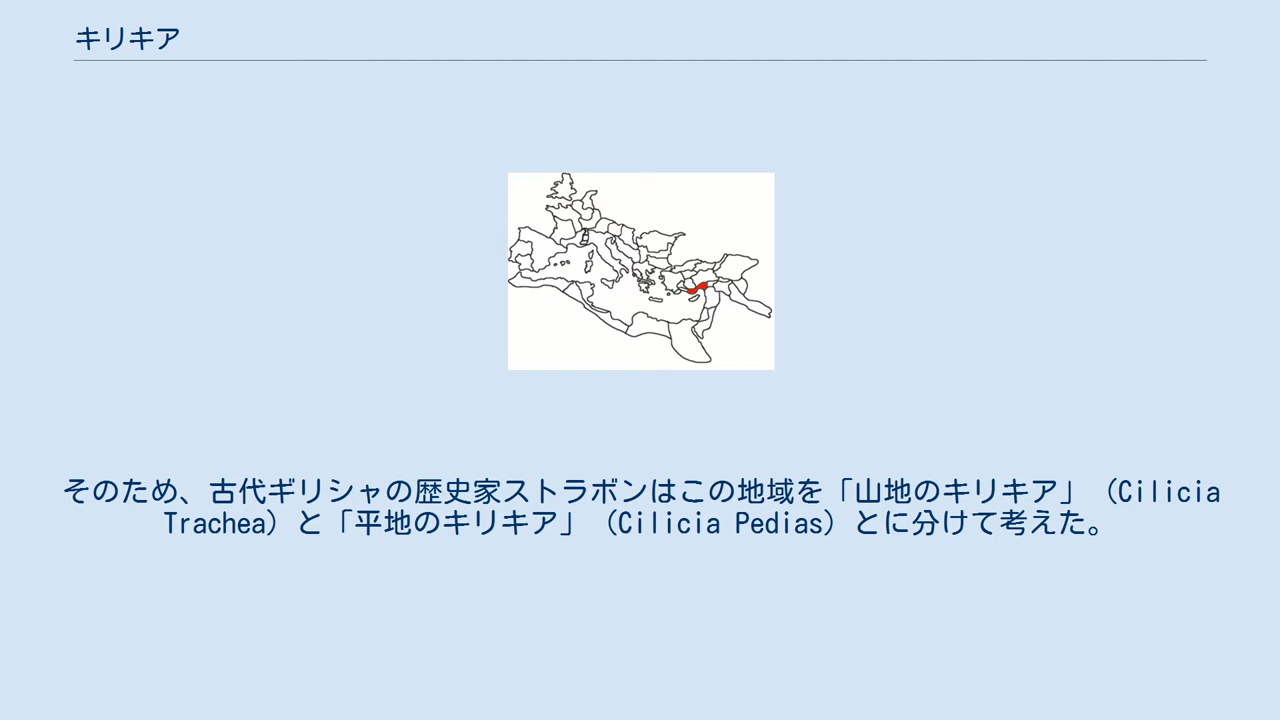 キリキア
そのため、古代ギリシャの歴史家ストラボンはこの地域を「山地のキリキア」（Cilicia
Trachea）と「平地のキリキア」（Cilicia Pedias）とに分けて考えた。